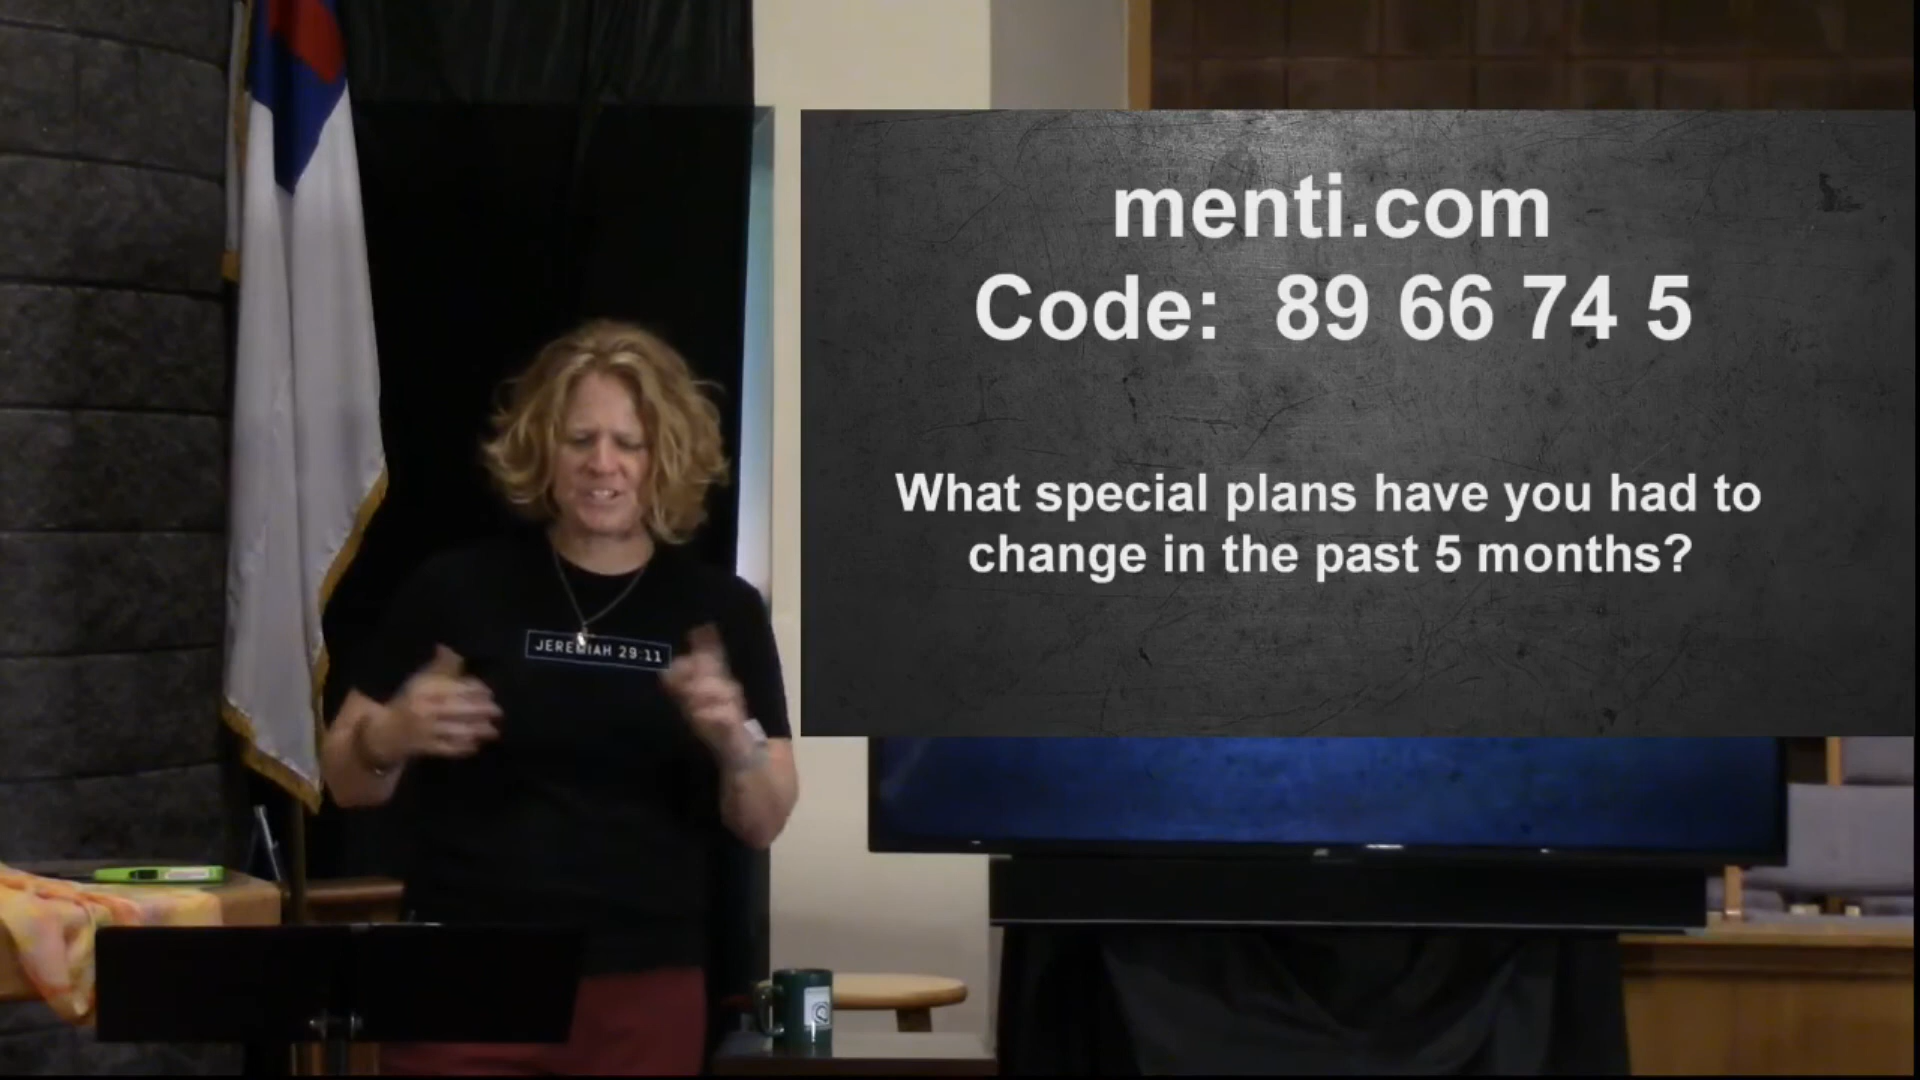 menti.com
Code: 89 66 74 5
What special plans have you had to
change in the past 5 months?
JEREMIAH 29:11